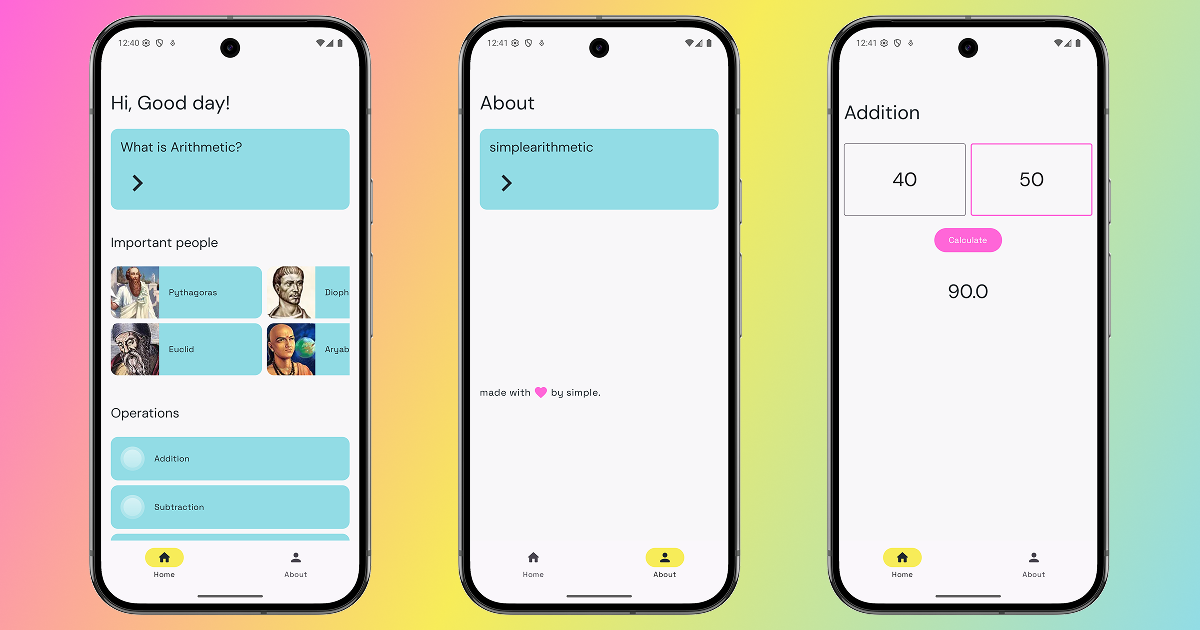 12:40
Hi, Good day!
What is Arithmetic?
Important people
Pythagoras
Dioph
Euclid
Aryab
Operations
Addition
Subtraction
Home
About
12:41
About
simplearithmetic
made with by simple.
Home
About
12:41
Addition
40
50
Calculate
90.0
Home
About